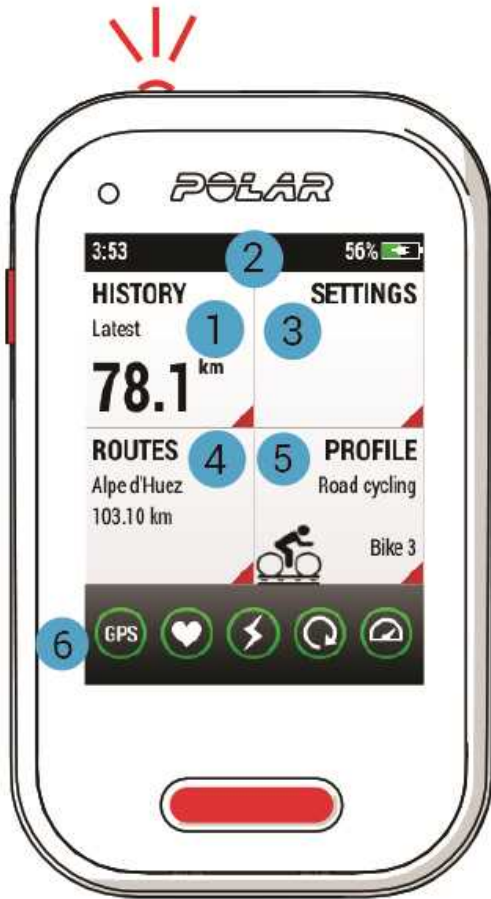 POLAR
3:53 2 56%
HISTORY 1 3 SETTINGS
Latest
78.1 km
ROUTES 4 5 PROFILE
Alpe d'Huez Road cycling
103.10 km
Bike 3
6 GPS